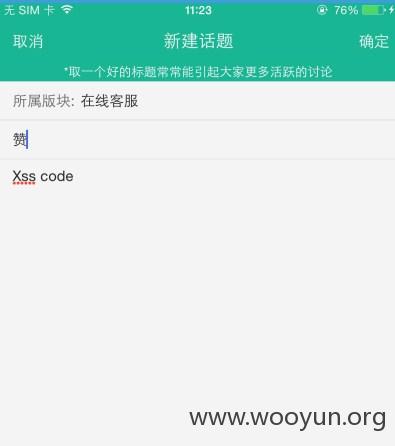 无 SIM 卡 11:23 76%
取消 新建话题 确定
*取一个好的标题常常能引起大家更多活跃的讨论
所属版块: 在线客服
赞
Xss code
www.wooyun.org